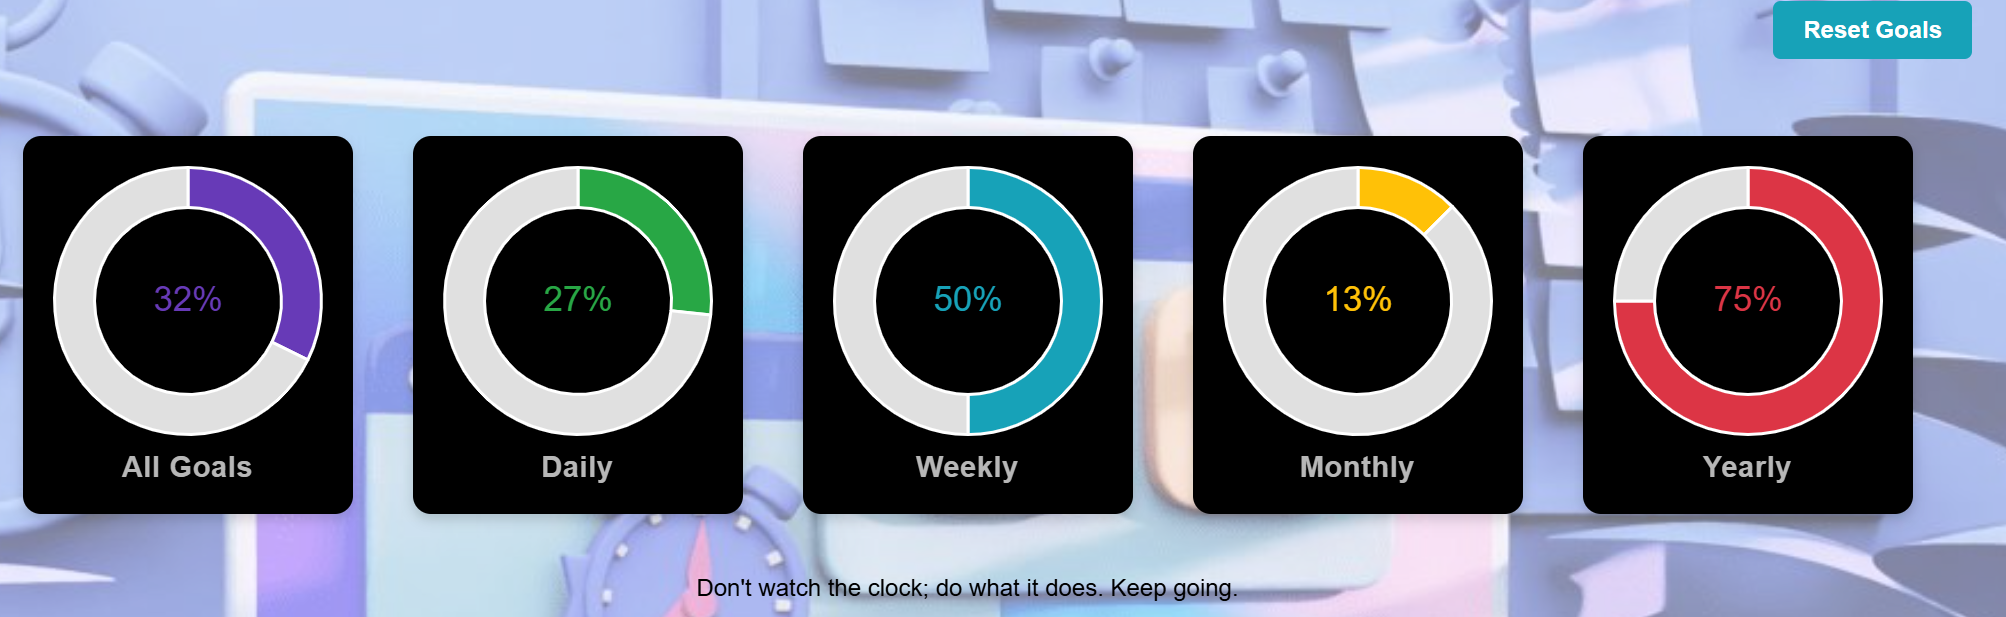 Reset Goals
32%
27%
50%
13%
75%
All Goals
Daily
Weekly
Monthly
Yearly
Don't watch the clock; do what it does. Keep going.